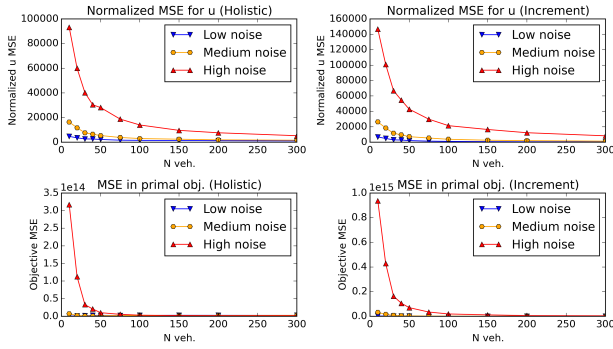 Normalized MSE for u (Holistic)
Normalized u MSE
100000
80000
60000
40000
20000
0
Low noise
Medium noise
High noise
0 50 100 150 200 250 300
N veh.
Normalized MSE for u (Increment)
Normalized u MSE
160000
140000
120000
100000
80000
60000
40000
20000
0
Low noise
Medium noise
High noise
0 50 100 150 200 250 300
N veh.
MSE in primal obj. (Holistic)
1e14
Objective MSE
3.5
3.0
2.5
2.0
1.5
1.0
0.5
0.0
Low noise
Medium noise
High noise
0 50 100 150 200 250 300
N veh.
MSE in primal obj. (Increment)
1e15
Objective MSE
1.0
0.8
0.6
0.4
0.2
0.0
Low noise
Medium noise
High noise
0 50 100 150 200 250 300
N veh.